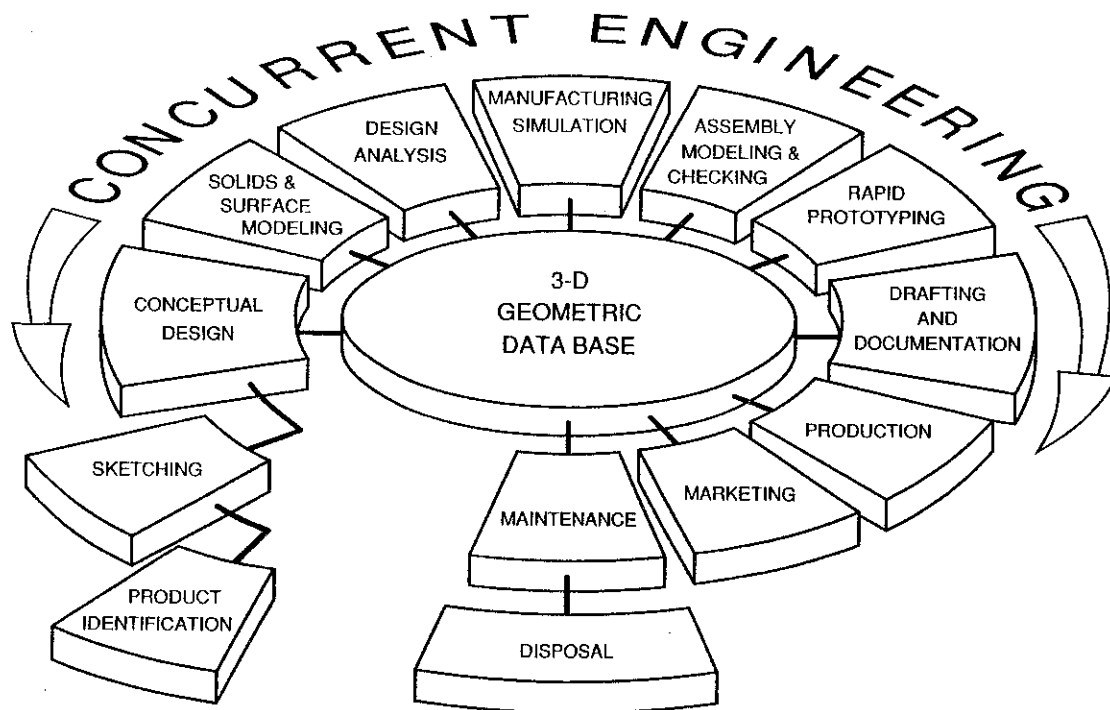 CONCURRENT ENGINEERING
MANUFACTURING
SIMULATION
DESIGN
ANALYSIS
ASSEMBLY
MODELING &
CHECKING
SOLIDS &
SURFACE
MODELING
RAPID
PROTOTYPING
CONCEPTUAL
DESIGN
3-D
GEOMETRIC
DATA BASE
DRAFTING
AND
DOCUMENTATION
PRODUCTION
SKETCHING
MARKETING
MAINTENANCE
PRODUCT
IDENTIFICATION
DISPOSAL